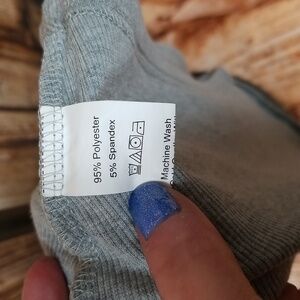 95% Polyester
5% Spandex
Machine Wash